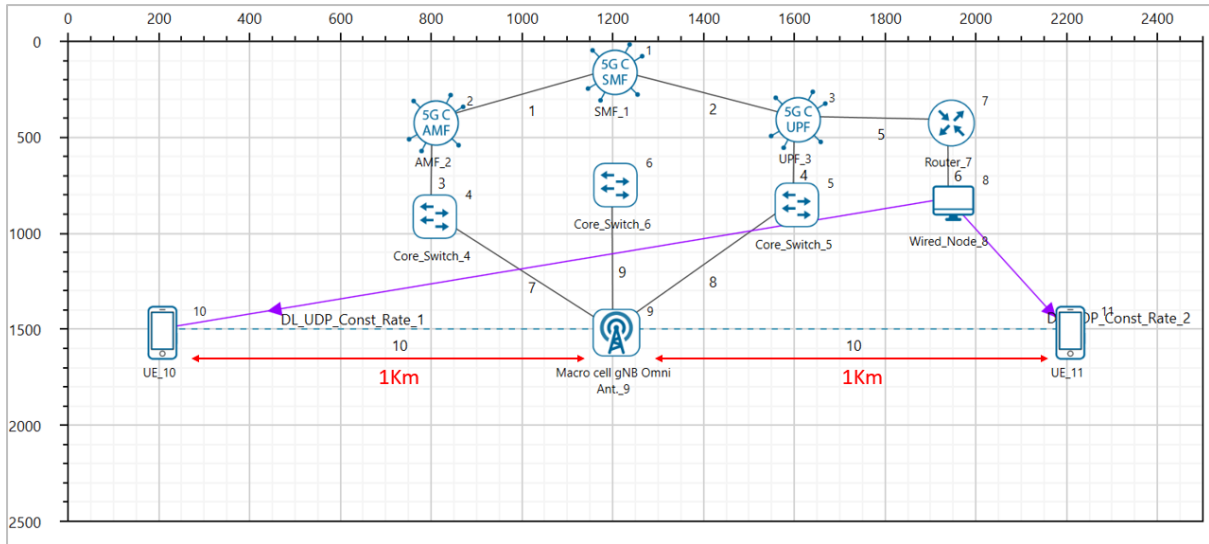 0 200 400 600 800 1000 1200 1400 1600 1800 2000 2200 2400
0
1
5G C
SMF
SMF_1
2
5G C
AMF
AMF_2
1
2
3
5G C
UPF
UPF_3
7
5
Router_7
500
6
3
4
4
5
6
8
Core_Switch_6
Core_Switch_4
Core_Switch_5
Wired_Node_8
1000
9
7
8
10
DL_UDP_Const_Rate_1
9
11
DP_Const_Rate_2
1500
10
10
UE_10
Macro cell gNB Omni
Ant._9
UE_11
1Km
1Km
2000
2500